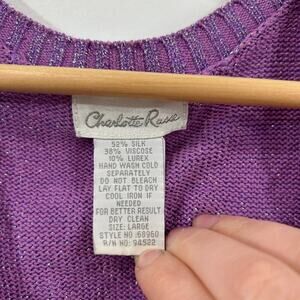 Charlotte Russe
52% SILK
38% VISCOSE
10% LUREX
HAND WASH COLD
SEPARATELY
DO NOT BLEACH
LAY FLAT TO DRY
COOL IRON IF
NEEDED
FOR BETTER RESULT
DRY CLEAN
SIZE: LARGE
STYLE NO: 68960
R/N NO: 94522